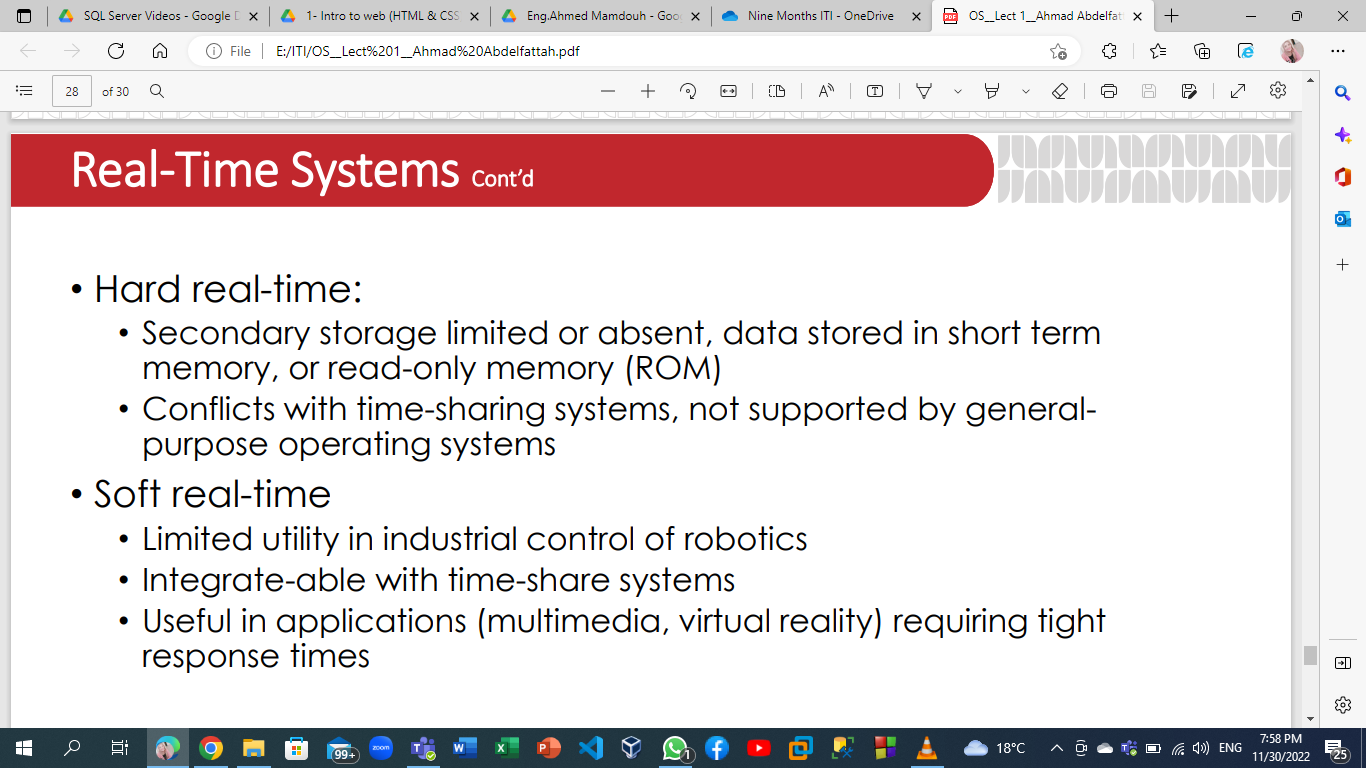 SQL Server Videos - Google D
1- Intro to web (HTML & CSS
Eng.Ahmed Mamdouh - Goo
Nine Months ITI - OneDrive
PDF
OS__Lect 1__Ahmad Abdelfat
File
E:/ITI/OS__Lect%201__Ahmad%20Abdelfattah.pdf
28
of 30
Real-Time Systems Cont’d
• Hard real-time:
• Secondary storage limited or absent, data stored in short term
memory, or read-only memory (ROM)
• Conflicts with time-sharing systems, not supported by general-
purpose operating systems
• Soft real-time
• Limited utility in industrial control of robotics
• Integrate-able with time-share systems
• Useful in applications (multimedia, virtual reality) requiring tight
response times
99+
zoom
1
18°C
ENG
7:58 PM
11/30/2022
25